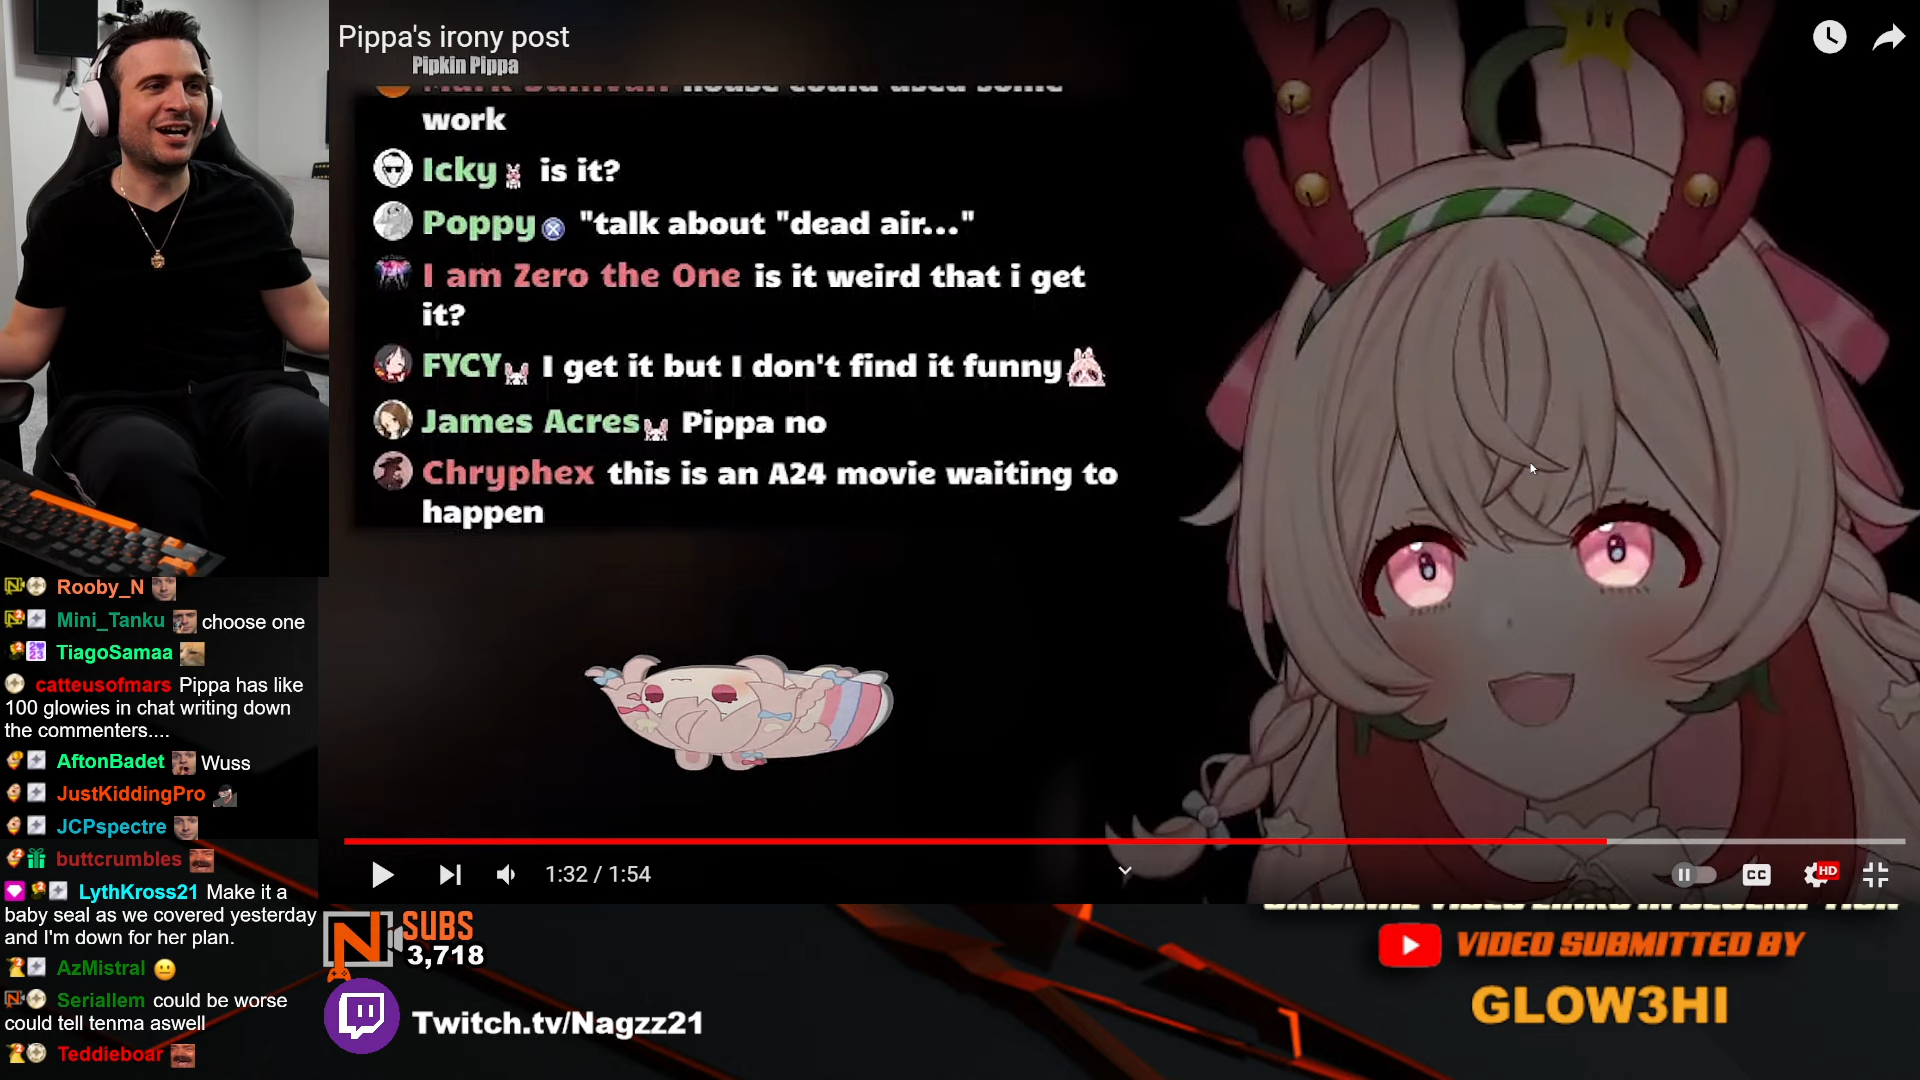 Pippa's irony post
Pipkin Pippa
work
Icky is it?
Poppy "talk about "dead air..."
I am Zero the One is it weird that i get
it?
FYCY I get it but I don't find it funny
James Acres Pippa no
Chryphex this is an A24 movie waiting to
happen
1:32 / 1:54
CC
HD
Rooby_N
Mini_Tanku choose one
TiagoSamaa
catteusofmars Pippa has like
100 glowies in chat writing down
the commenters....
AftonBadet Wuss
JustKiddingPro
JCPspectre
buttcrumbles
LythKross21 Make it a
baby seal as we covered yesterday
and I'm down for her plan.
AzMistral
Seriallem could be worse
could tell tenma aswell
Teddieboar
N SUBS
3,718
Twitch.tv/Nagzz21
VIDEO SUBMITTED BY
GLOW3HI